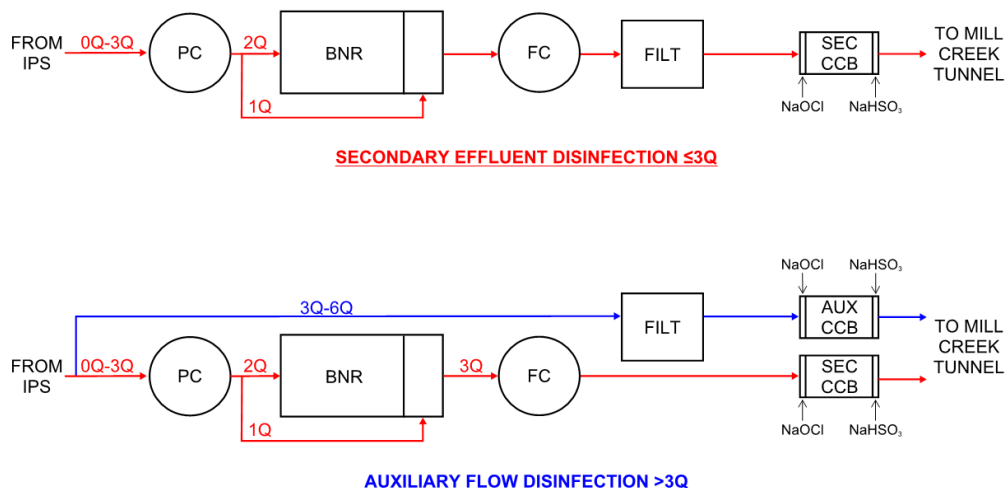 FROM
IPS
0Q-3Q
PC
2Q
1Q
BNR
FC
FILT
SEC
CCB
NaOCl
NaHSO₃
TO MILL
CREEK
TUNNEL
SECONDARY EFFLUENT DISINFECTION ≤3Q
NaOCl
NaHSO₃
3Q-6Q
FILT
AUX
CCB
FROM
IPS
0Q-3Q
PC
2Q
1Q
BNR
3Q
FC
SEC
CCB
NaOCl
NaHSO₃
TO MILL
CREEK
TUNNEL
AUXILIARY FLOW DISINFECTION >3Q